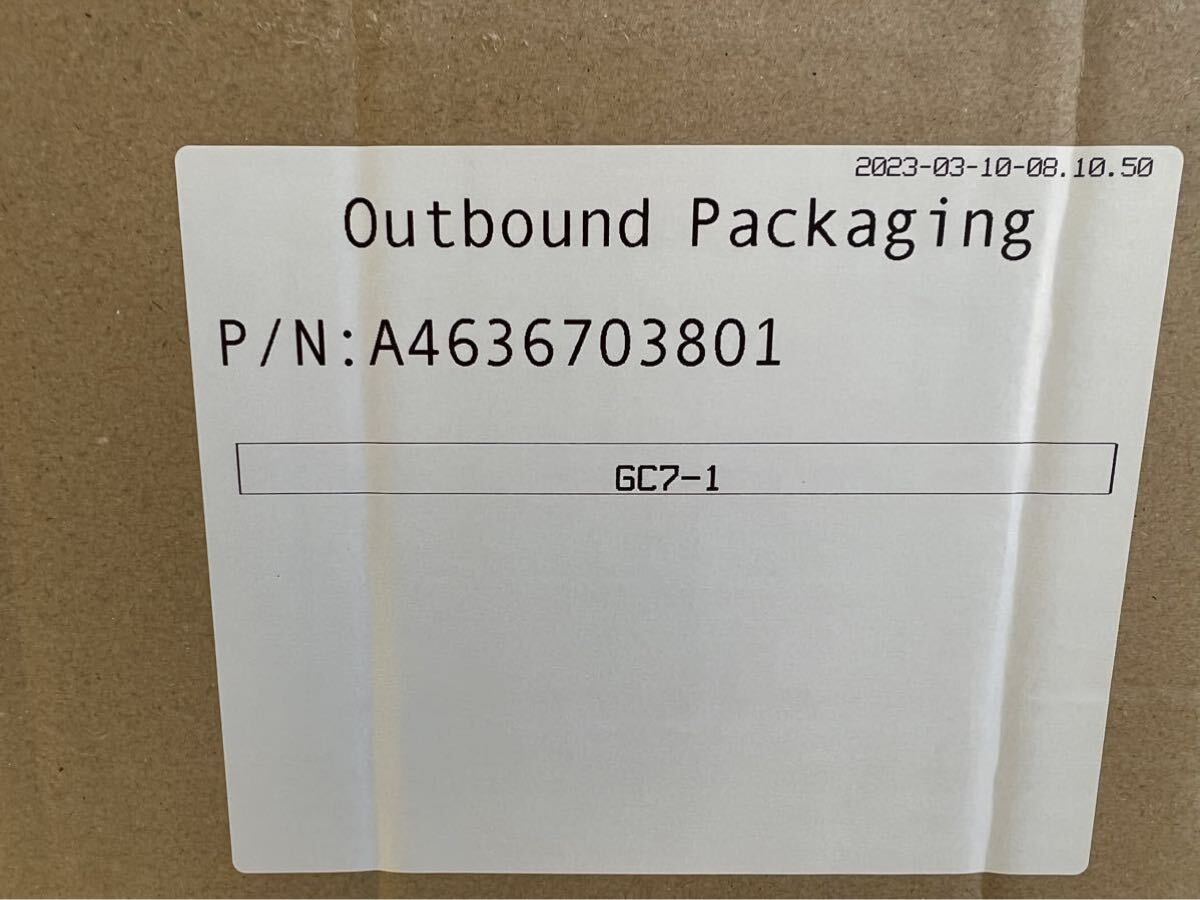 2023-03-10-08.10.50
Outbound Packaging
P/N:A4636703801
GC7-1